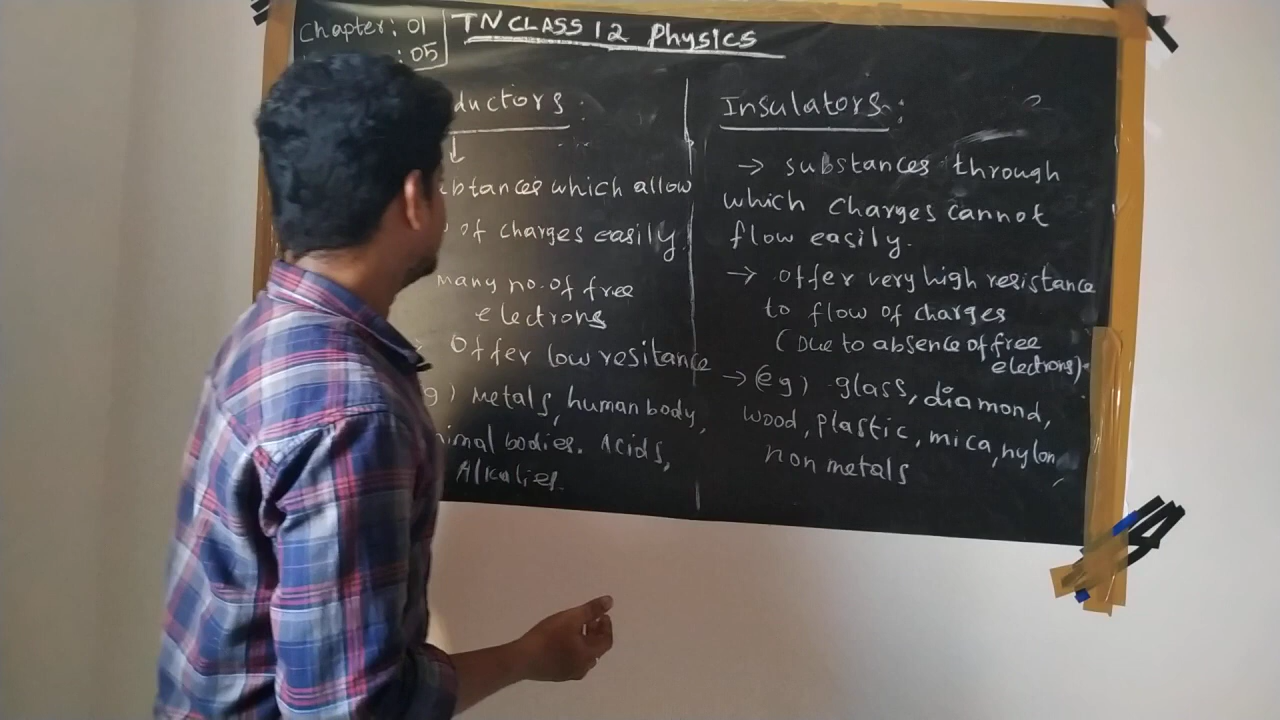 Chapter: 01
: 05
TN CLASS 12 Physics
ductors :
btances which allow
of charges easily
many no. of free
electrons
Offer low resitance
g) Metals, human body,
nimal bodies. Acids,
Alkalies.
Insulators :
→ substances through
which charges cannot
flow easily.
→ offer very high resistance
to flow of charges
(Due to absence of free
electrons).
→ (eg) glass, diamond,
wood, plastic, mica, nylon,
non metals